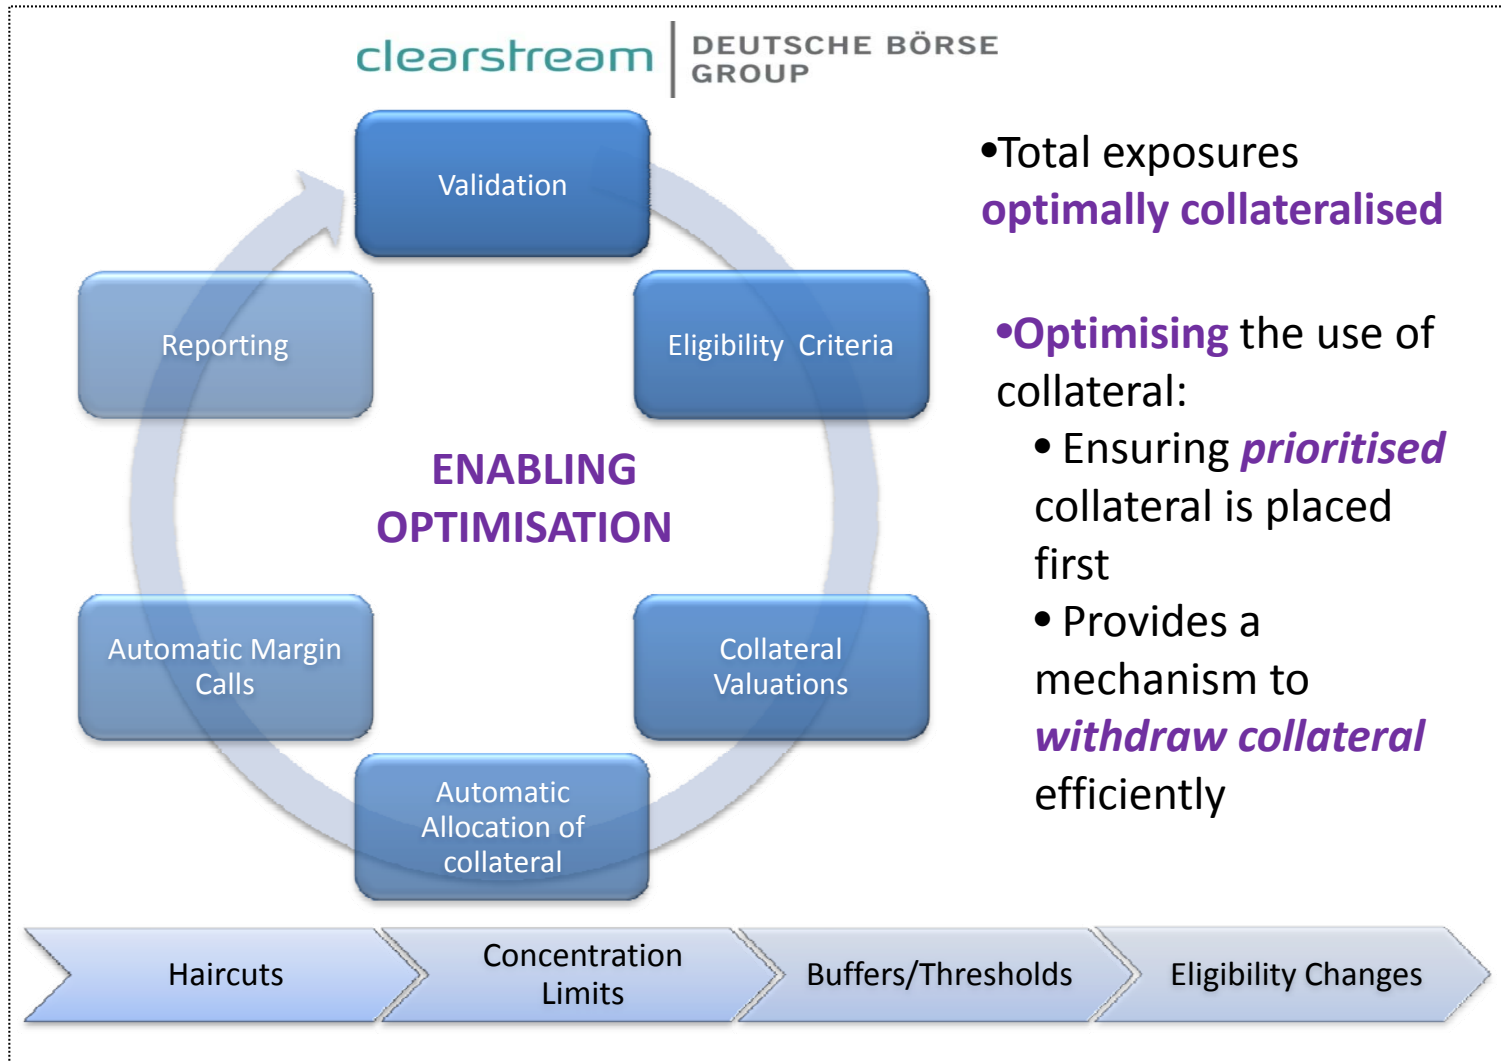 clearstream
DEUTSCHE BÖRSE
GROUP
Validation
Eligibility Criteria
Collateral
Valuations
Automatic
Allocation of
collateral
Automatic Margin
Calls
Reporting
ENABLING
OPTIMISATION
•Total exposures
optimally collateralised
•Optimising the use of
collateral:
• Ensuring prioritised
collateral is placed
first
• Provides a
mechanism to
withdraw collateral
efficiently
Haircuts
Concentration
Limits
Buffers/Thresholds
Eligibility Changes